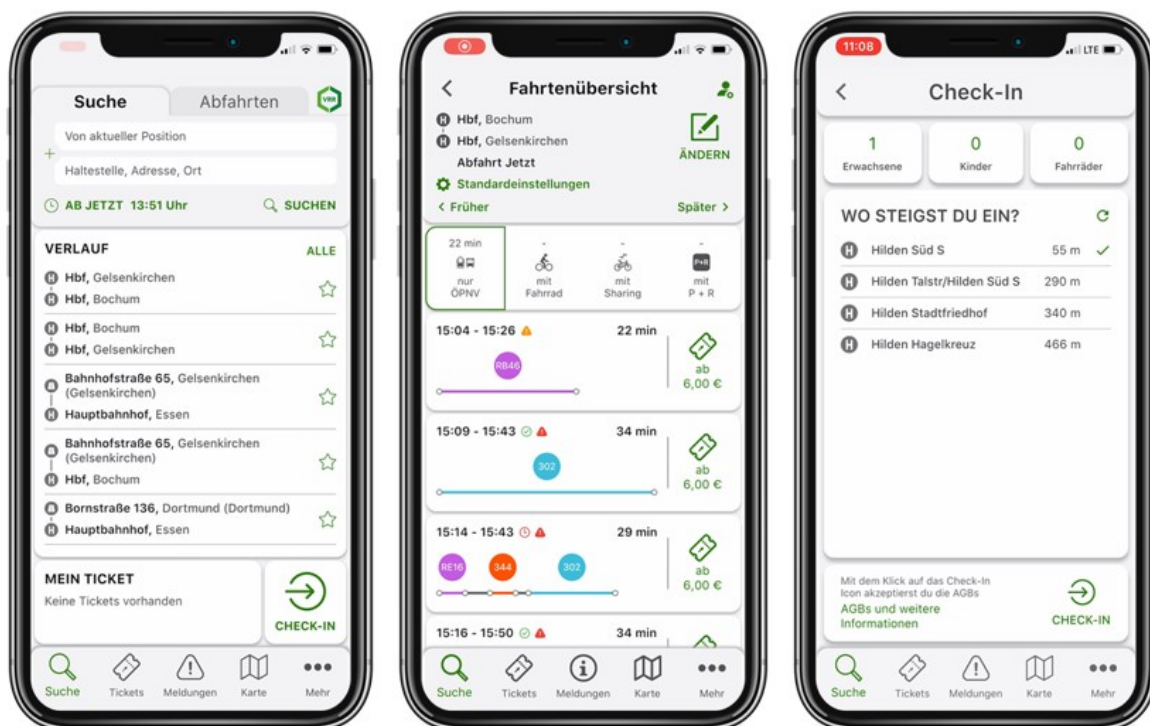 Suche
Abfahrten
VRR
Von aktueller Position
+
Haltestelle, Adresse, Ort
AB JETZT 13:51 Uhr
SUCHEN
VERLAUF
ALLE
H Hbf, Gelsenkirchen
H Hbf, Bochum
H Hbf, Bochum
H Hbf, Gelsenkirchen
Bahnhofstraße 65, Gelsenkirchen
(Gelsenkirchen)
H Hauptbahnhof, Essen
Bahnhofstraße 65, Gelsenkirchen
(Gelsenkirchen)
H Hbf, Bochum
Bornstraße 136, Dortmund (Dortmund)
H Hauptbahnhof, Essen
MEIN TICKET
Keine Tickets vorhanden
CHECK-IN
Suche
Tickets
Meldungen
Karte
Mehr
Fahrtenübersicht
H Hbf, Bochum
H Hbf, Gelsenkirchen
Abfahrt Jetzt
ÄNDERN
Standardeinstellungen
< Früher
Später >
22 min
nur
ÖPNV
-
mit
Fahrrad
-
mit
Sharing
-
P+R
mit
P + R
15:04 - 15:26
22 min
RB46
ab
6,00 €
15:09 - 15:43
34 min
302
ab
6,00 €
15:14 - 15:43
29 min
RE16
344
302
ab
6,00 €
15:16 - 15:50
34 min
Suche
Tickets
Meldungen
Karte
Mehr
11:08
LTE
Check-In
1
Erwachsene
0
Kinder
0
Fahrräder
WO STEIGST DU EIN?
H Hilden Süd S 55 m
H Hilden Talstr/Hilden Süd S 290 m
H Hilden Stadtfriedhof 340 m
H Hilden Hagelkreuz 466 m
Mit dem Klick auf das Check-In
Icon akzeptierst du die AGBs
AGBs und weitere
Informationen
CHECK-IN
Suche
Tickets
Meldungen
Karte
Mehr